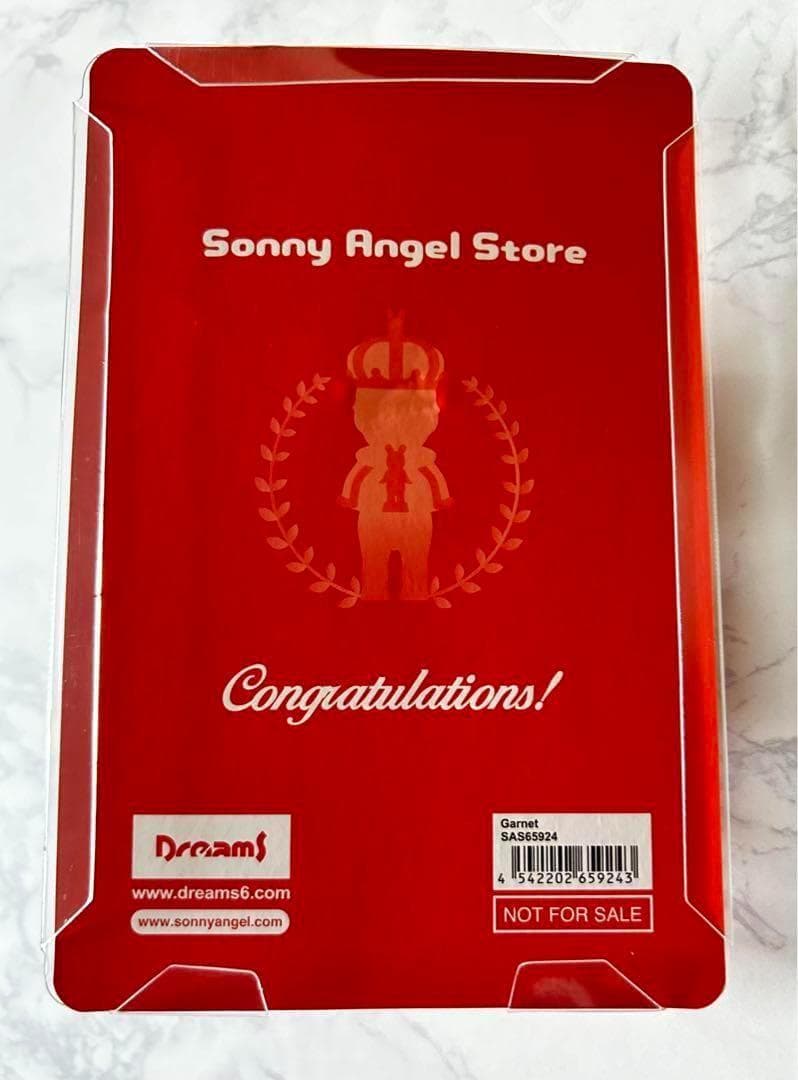 Sonny Angel Store
Congratulations!
Dreams
www.dreams6.com
www.sonnyangel.com
Garnet
SAS65924
4 542202 659243
NOT FOR SALE